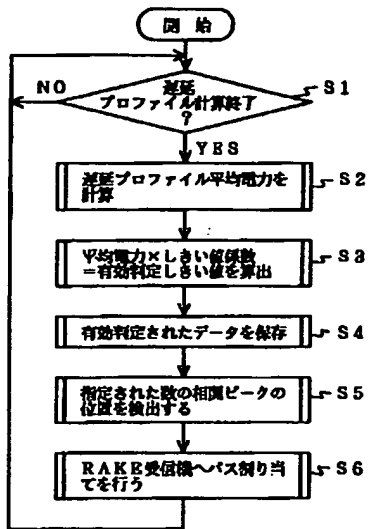 開 始
NO
遅延
プロファイル計算終了
?
S1
YES
遅延プロファイル平均電力を
計算
S2
平均電力×しきい値係数
=有効判定しきい値を算出
S3
有効判定されたデータを保存
S4
指定された数の相関ピークの
位置を検出する
S5
RAKE受信機へパス割り当
てを行う
S6